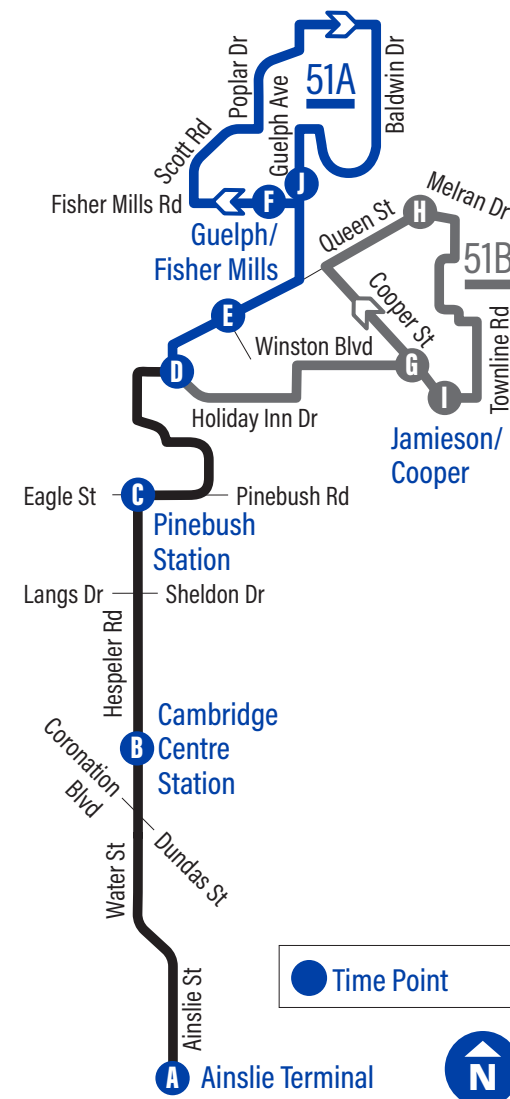 51A
Poplar Dr
Guelph Ave
Baldwin Dr
Scott Rd
J
Fisher Mills Rd
F
Guelph/
Fisher Mills
Melran Dr
H
Queen St
51B
Cooper St
Townline Rd
E
Winston Blvd
G
D
I
Holiday Inn Dr
Jamieson/
Cooper
Eagle St
C
Pinebush Rd
Pinebush
Station
Langs Dr
Sheldon Dr
Hespeler Rd
B
Cambridge
Centre
Station
Coronation
Blvd
Dundas St
Water St
Ainslie St
Time Point
A
Ainslie Terminal
N